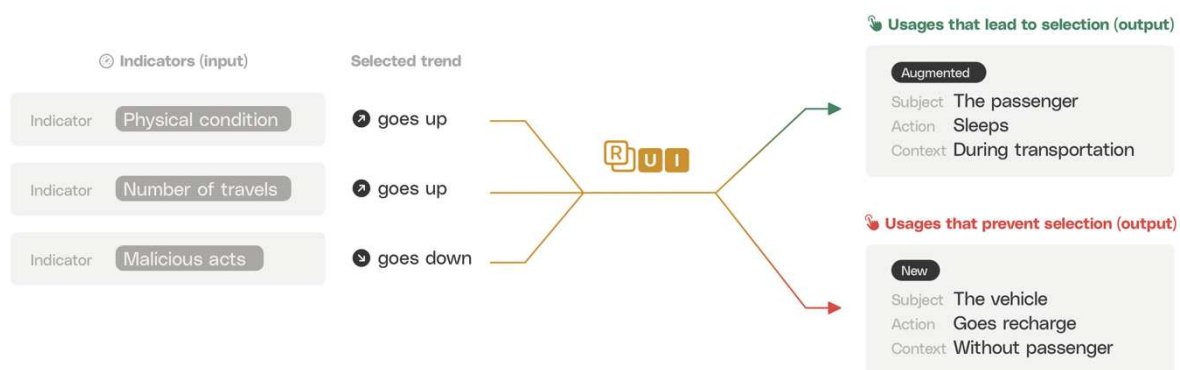 Indicators (input)
Selected trend
Indicator Physical condition
goes up
Indicator Number of travels
goes up
Indicator Malicious acts
goes down
R U I
Usages that lead to selection (output)
Augmented
Subject The passenger
Action Sleeps
Context During transportation
Usages that prevent selection (output)
New
Subject The vehicle
Action Goes recharge
Context Without passenger